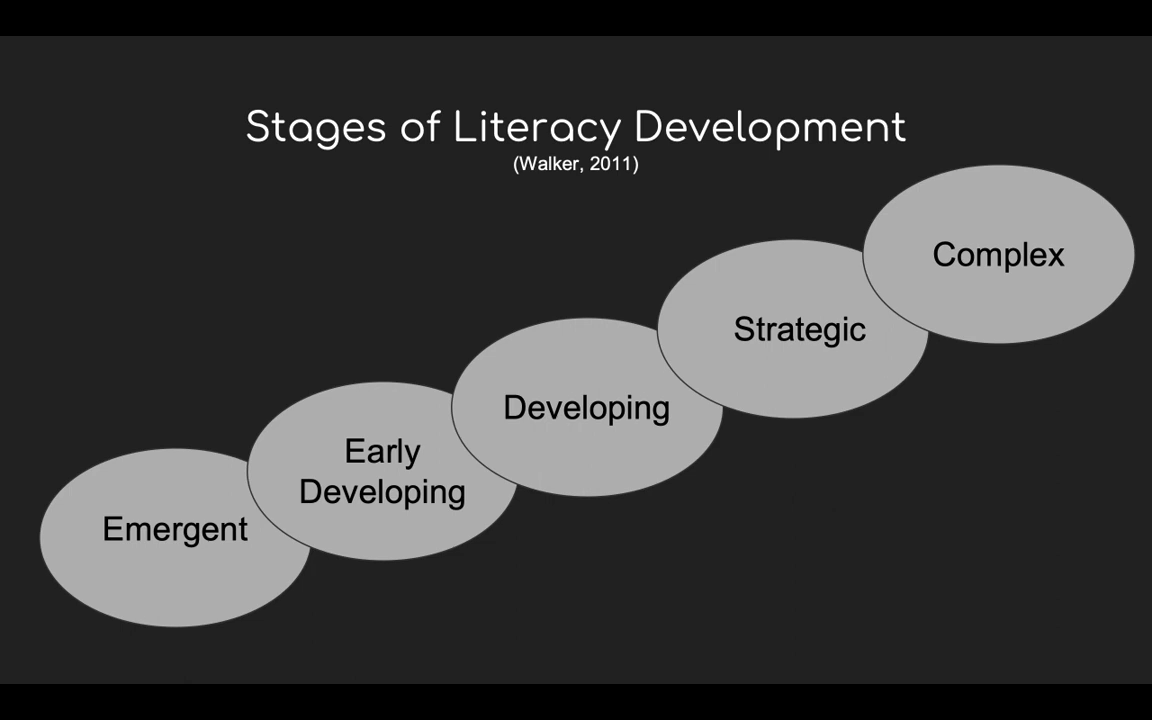 Stages of Literacy Development
(Walker, 2011)
Complex
Strategic
Developing
Early
Developing
Emergent